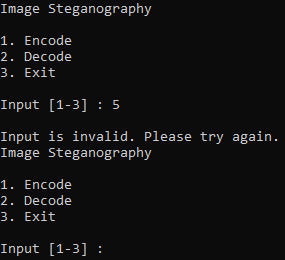 Image Steganography
1. Encode
2. Decode
3. Exit
Input [1-3] : 5
Input is invalid. Please try again.
Image Steganography
1. Encode
2. Decode
3. Exit
Input [1-3] :